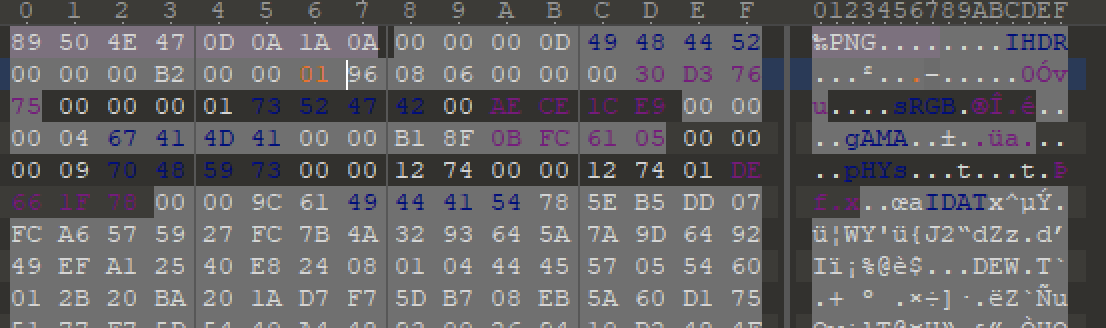 0 1 2 3 4 5 6 7 8 9 A B C D E F 0123456789ABCDEF
89 50 4E 47 0D 0A 1A 0A 00 00 00 0D 49 48 44 52 ‰PNG........IHDR
00 00 00 B2 00 00 01 96 08 06 00 00 00 30 D3 76 ...²...–.....0Óv
75 00 00 00 01 73 52 47 42 00 AE CE 1C E9 00 00 u....sRGB.®Î.é..
00 04 67 41 4D 41 00 00 B1 8F 0B FC 61 05 00 00 ..gAMA..±..üa...
00 09 70 48 59 73 00 00 12 74 00 00 12 74 01 DE ..pHYs...t...t.Þ
66 1F 78 00 00 9C 61 49 44 41 54 78 5E B5 DD 07 f.x..œaIDATx^µÝ.
FC A6 57 59 27 FC 7B 4A 32 93 64 5A 7A 9D 64 92 ü¦WY'ü{J2“dZz.d’
49 EF A1 25 40 E8 24 08 01 04 44 45 57 05 54 60 Iï¡%@è$...DEW.T`
01 2B 20 BA 20 1A D7 F7 5D B7 08 EB 5A 60 D1 75 .+ º .×÷]·.ëZ`Ñu